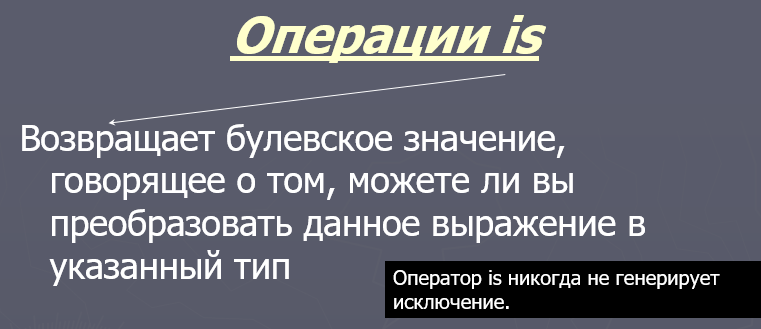 Операции is
Возвращает булевское значение,
говорящее о том, можете ли вы
преобразовать данное выражение в
указанный тип
Оператор is никогда не генерирует
исключение.